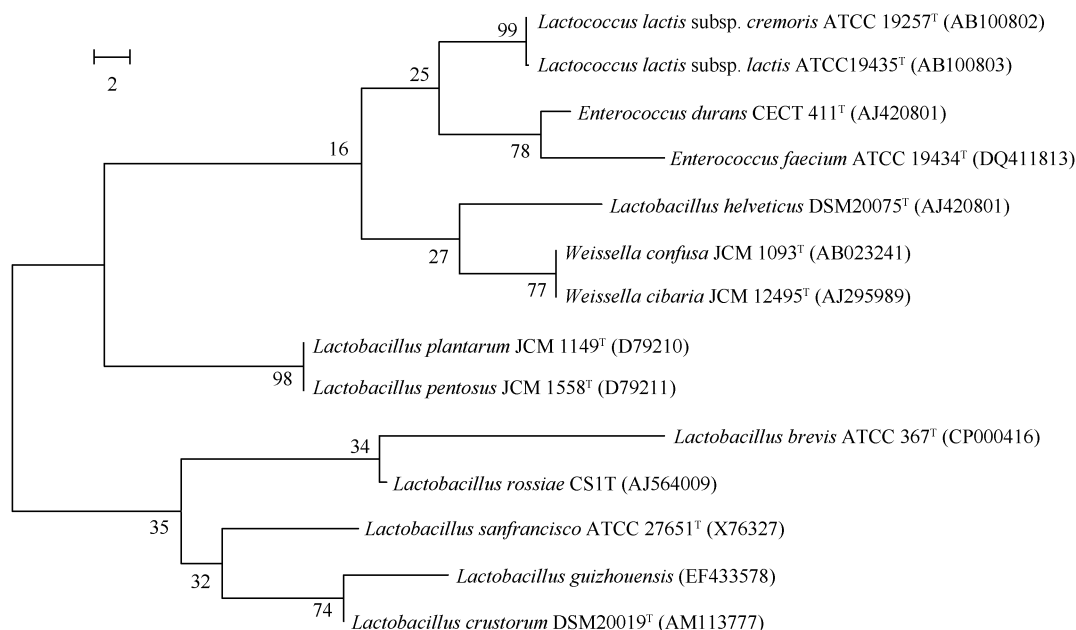 99
Lactococcus lactis subsp. cremoris ATCC 19257ᵀ (AB100802)
2
25
Lactococcus lactis subsp. lactis ATCC19435ᵀ (AB100803)
Enterococcus durans CECT 411ᵀ (AJ420801)
16
78
Enterococcus faecium ATCC 19434ᵀ (DQ411813)
Lactobacillus helveticus DSM20075ᵀ (AJ420801)
27
Weissella confusa JCM 1093ᵀ (AB023241)
77
Weissella cibaria JCM 12495ᵀ (AJ295989)
Lactobacillus plantarum JCM 1149ᵀ (D79210)
98
Lactobacillus pentosus JCM 1558ᵀ (D79211)
34
Lactobacillus brevis ATCC 367ᵀ (CP000416)
Lactobacillus rossiae CS1T (AJ564009)
35
Lactobacillus sanfrancisco ATCC 27651ᵀ (X76327)
32
Lactobacillus guizhouensis (EF433578)
74
Lactobacillus crustorum DSM20019ᵀ (AM113777)